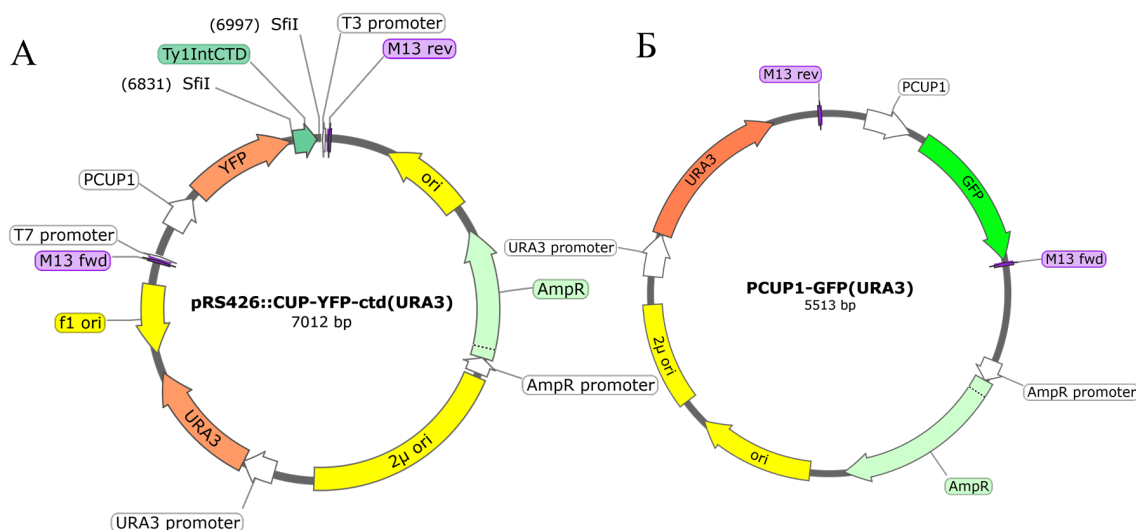 А
(6997) SfiI
T3 promoter
M13 rev
Ty1IntCTD
(6831) SfiI
YFP
ori
PCUP1
T7 promoter
M13 fwd
AmpR
pRS426::CUP-YFP-ctd(URA3)
7012 bp
f1 ori
AmpR promoter
URA3
2μ ori
URA3 promoter
Б
M13 rev
PCUP1
URA3
GFP
URA3 promoter
M13 fwd
PCUP1-GFP(URA3)
5513 bp
2μ ori
AmpR promoter
ori
AmpR